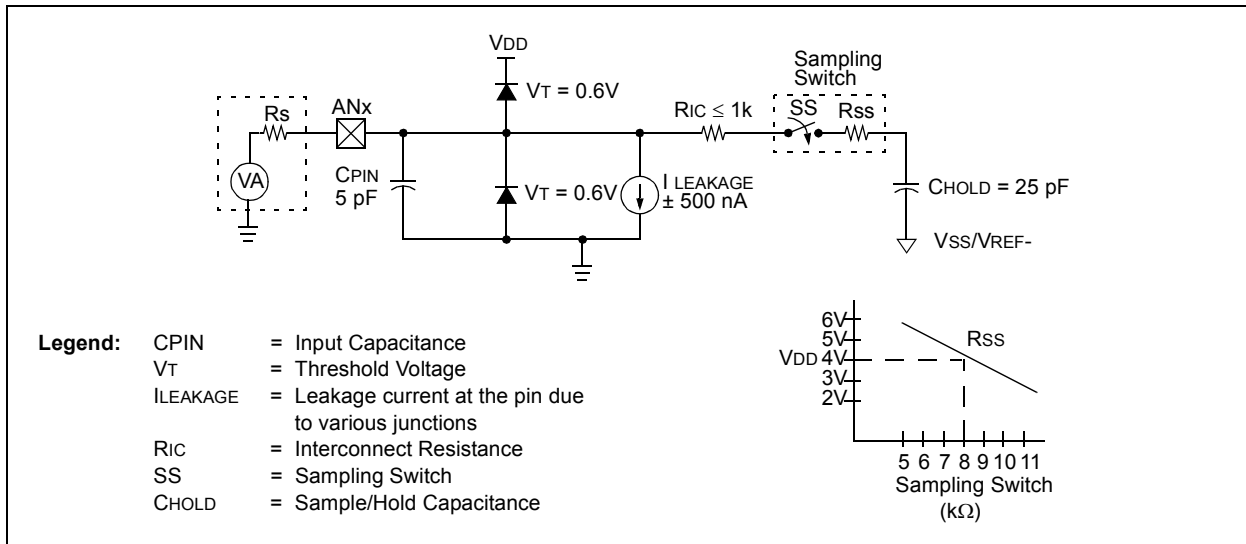 VDD
Sampling
Switch
VT = 0.6V
Rs
ANx
RIC ≤ 1k
SS
RSS
VA
CPIN
5 pF
VT = 0.6V
I LEAKAGE
± 500 nA
CHOLD = 25 pF
VSS/VREF-
Legend: CPIN = Input Capacitance
VT = Threshold Voltage
ILEAKAGE = Leakage current at the pin due
to various junctions
RIC = Interconnect Resistance
SS = Sampling Switch
CHOLD = Sample/Hold Capacitance
6V
5V
VDD 4V
3V
2V
RSS
5 6 7 8 9 10 11
Sampling Switch
(kΩ)